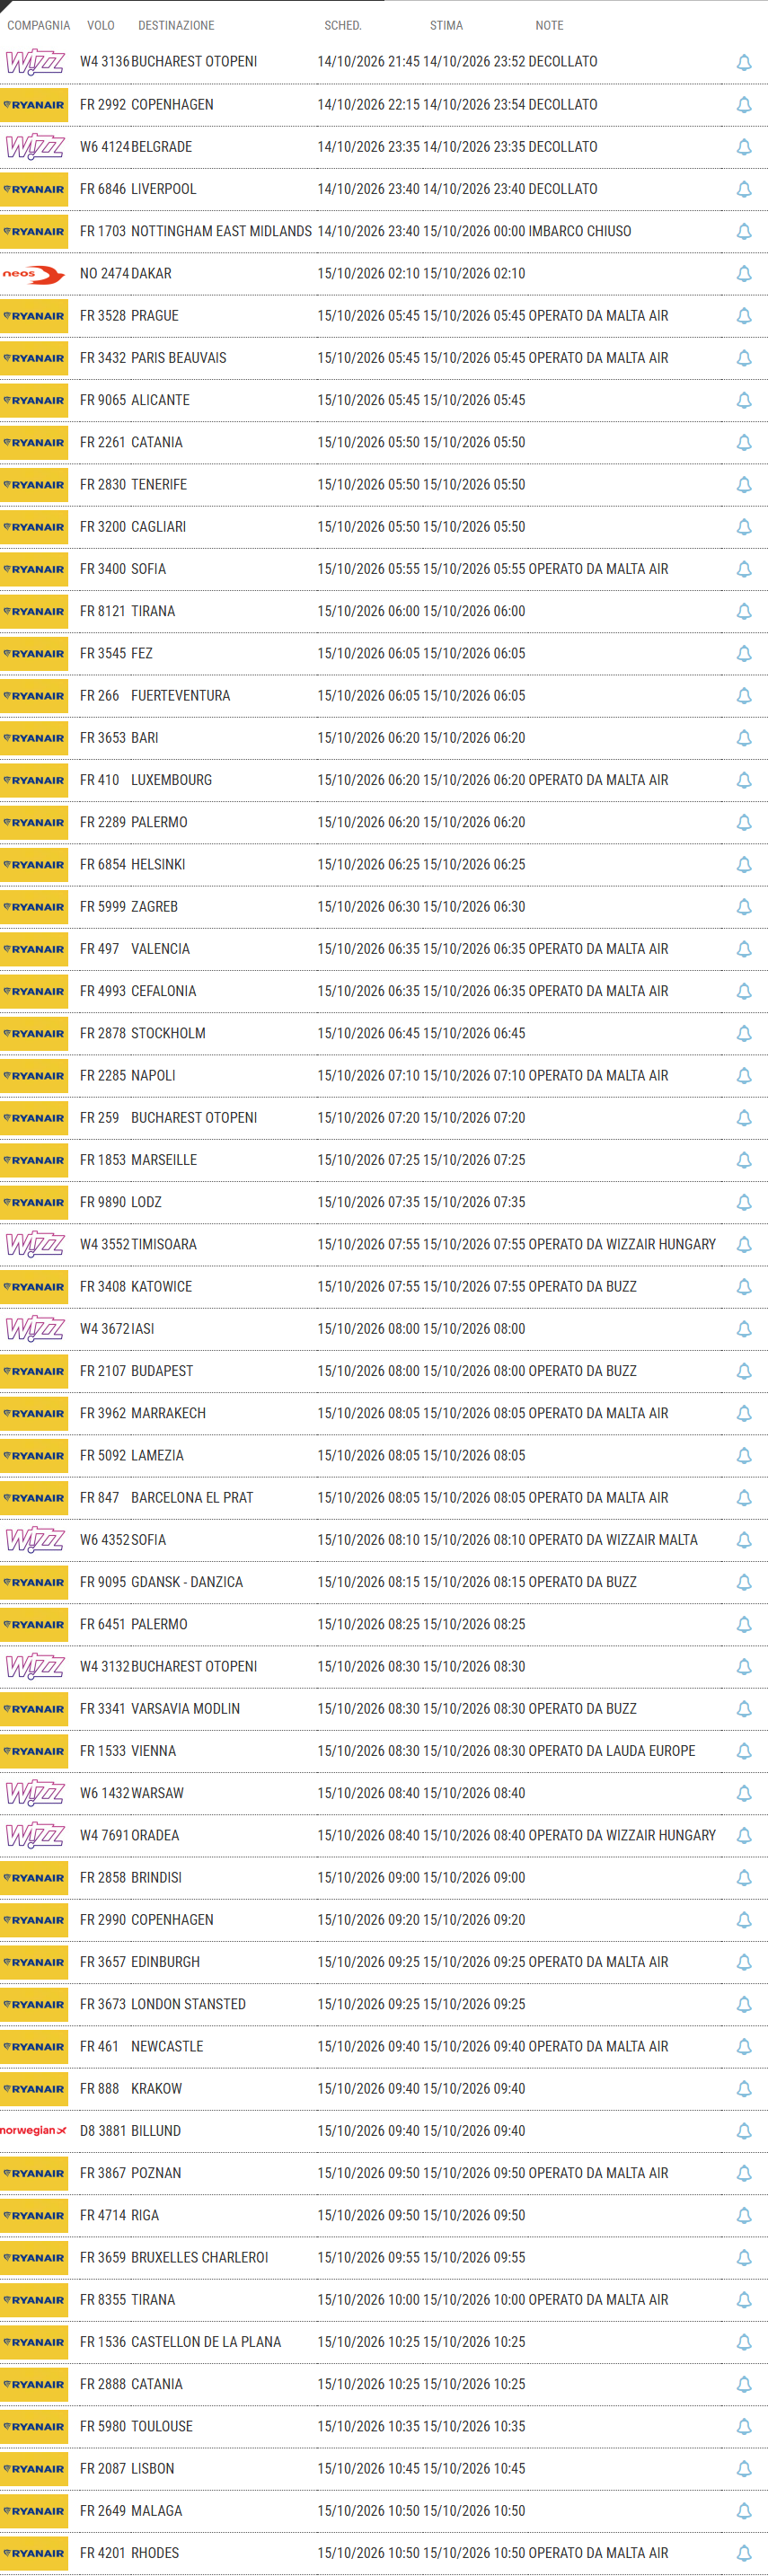 COMPAGNIA VOLO DESTINAZIONE SCHED. STIMA NOTE
WIZZ W4 3136 BUCHAREST OTOPENI 14/10/2026 21:45 14/10/2026 23:52 DECOLLATO
RYANAIR FR 2992 COPENHAGEN 14/10/2026 22:15 14/10/2026 23:54 DECOLLATO
WIZZ W6 4124 BELGRADE 14/10/2026 23:35 14/10/2026 23:35 DECOLLATO
RYANAIR FR 6846 LIVERPOOL 14/10/2026 23:40 14/10/2026 23:40 DECOLLATO
RYANAIR FR 1703 NOTTINGHAM EAST MIDLANDS 14/10/2026 23:40 15/10/2026 00:00 IMBARCO CHIUSO
neos NO 2474 DAKAR 15/10/2026 02:10 15/10/2026 02:10
RYANAIR FR 3528 PRAGUE 15/10/2026 05:45 15/10/2026 05:45 OPERATO DA MALTA AIR
RYANAIR FR 3432 PARIS BEAUVAIS 15/10/2026 05:45 15/10/2026 05:45 OPERATO DA MALTA AIR
RYANAIR FR 9065 ALICANTE 15/10/2026 05:45 15/10/2026 05:45
RYANAIR FR 2261 CATANIA 15/10/2026 05:50 15/10/2026 05:50
RYANAIR FR 2830 TENERIFE 15/10/2026 05:50 15/10/2026 05:50
RYANAIR FR 3200 CAGLIARI 15/10/2026 05:50 15/10/2026 05:50
RYANAIR FR 3400 SOFIA 15/10/2026 05:55 15/10/2026 05:55 OPERATO DA MALTA AIR
RYANAIR FR 8121 TIRANA 15/10/2026 06:00 15/10/2026 06:00
RYANAIR FR 3545 FEZ 15/10/2026 06:05 15/10/2026 06:05
RYANAIR FR 266 FUERTEVENTURA 15/10/2026 06:05 15/10/2026 06:05
RYANAIR FR 3653 BARI 15/10/2026 06:20 15/10/2026 06:20
RYANAIR FR 410 LUXEMBOURG 15/10/2026 06:20 15/10/2026 06:20 OPERATO DA MALTA AIR
RYANAIR FR 2289 PALERMO 15/10/2026 06:20 15/10/2026 06:20
RYANAIR FR 6854 HELSINKI 15/10/2026 06:25 15/10/2026 06:25
RYANAIR FR 5999 ZAGREB 15/10/2026 06:30 15/10/2026 06:30
RYANAIR FR 497 VALENCIA 15/10/2026 06:35 15/10/2026 06:35 OPERATO DA MALTA AIR
RYANAIR FR 4993 CEFALONIA 15/10/2026 06:35 15/10/2026 06:35 OPERATO DA MALTA AIR
RYANAIR FR 2878 STOCKHOLM 15/10/2026 06:45 15/10/2026 06:45
RYANAIR FR 2285 NAPOLI 15/10/2026 07:10 15/10/2026 07:10 OPERATO DA MALTA AIR
RYANAIR FR 259 BUCHAREST OTOPENI 15/10/2026 07:20 15/10/2026 07:20
RYANAIR FR 1853 MARSEILLE 15/10/2026 07:25 15/10/2026 07:25
RYANAIR FR 9890 LODZ 15/10/2026 07:35 15/10/2026 07:35
WIZZ W4 3552 TIMISOARA 15/10/2026 07:55 15/10/2026 07:55 OPERATO DA WIZZAIR HUNGARY
RYANAIR FR 3408 KATOWICE 15/10/2026 07:55 15/10/2026 07:55 OPERATO DA BUZZ
WIZZ W4 3672 IASI 15/10/2026 08:00 15/10/2026 08:00
RYANAIR FR 2107 BUDAPEST 15/10/2026 08:00 15/10/2026 08:00 OPERATO DA BUZZ
RYANAIR FR 3962 MARRAKECH 15/10/2026 08:05 15/10/2026 08:05 OPERATO DA MALTA AIR
RYANAIR FR 5092 LAMEZIA 15/10/2026 08:05 15/10/2026 08:05
RYANAIR FR 847 BARCELONA EL PRAT 15/10/2026 08:05 15/10/2026 08:05 OPERATO DA MALTA AIR
WIZZ W6 4352 SOFIA 15/10/2026 08:10 15/10/2026 08:10 OPERATO DA WIZZAIR MALTA
RYANAIR FR 9095 GDANSK - DANZICA 15/10/2026 08:15 15/10/2026 08:15 OPERATO DA BUZZ
RYANAIR FR 6451 PALERMO 15/10/2026 08:25 15/10/2026 08:25
WIZZ W4 3132 BUCHAREST OTOPENI 15/10/2026 08:30 15/10/2026 08:30
RYANAIR FR 3341 VARSAVIA MODLIN 15/10/2026 08:30 15/10/2026 08:30 OPERATO DA BUZZ
RYANAIR FR 1533 VIENNA 15/10/2026 08:30 15/10/2026 08:30 OPERATO DA LAUDA EUROPE
WIZZ W6 1432 WARSAW 15/10/2026 08:40 15/10/2026 08:40
WIZZ W4 7691 ORADEA 15/10/2026 08:40 15/10/2026 08:40 OPERATO DA WIZZAIR HUNGARY
RYANAIR FR 2858 BRINDISI 15/10/2026 09:00 15/10/2026 09:00
RYANAIR FR 2990 COPENHAGEN 15/10/2026 09:20 15/10/2026 09:20
RYANAIR FR 3657 EDINBURGH 15/10/2026 09:25 15/10/2026 09:25 OPERATO DA MALTA AIR
RYANAIR FR 3673 LONDON STANSTED 15/10/2026 09:25 15/10/2026 09:25
RYANAIR FR 461 NEWCASTLE 15/10/2026 09:40 15/10/2026 09:40 OPERATO DA MALTA AIR
RYANAIR FR 888 KRAKOW 15/10/2026 09:40 15/10/2026 09:40
norwegian D8 3881 BILLUND 15/10/2026 09:40 15/10/2026 09:40
RYANAIR FR 3867 POZNAN 15/10/2026 09:50 15/10/2026 09:50 OPERATO DA MALTA AIR
RYANAIR FR 4714 RIGA 15/10/2026 09:50 15/10/2026 09:50
RYANAIR FR 3659 BRUXELLES CHARLEROI 15/10/2026 09:55 15/10/2026 09:55
RYANAIR FR 8355 TIRANA 15/10/2026 10:00 15/10/2026 10:00 OPERATO DA MALTA AIR
RYANAIR FR 1536 CASTELLON DE LA PLANA 15/10/2026 10:25 15/10/2026 10:25
RYANAIR FR 2888 CATANIA 15/10/2026 10:25 15/10/2026 10:25
RYANAIR FR 5980 TOULOUSE 15/10/2026 10:35 15/10/2026 10:35
RYANAIR FR 2087 LISBON 15/10/2026 10:45 15/10/2026 10:45
RYANAIR FR 2649 MALAGA 15/10/2026 10:50 15/10/2026 10:50
RYANAIR FR 4201 RHODES 15/10/2026 10:50 15/10/2026 10:50 OPERATO DA MALTA AIR